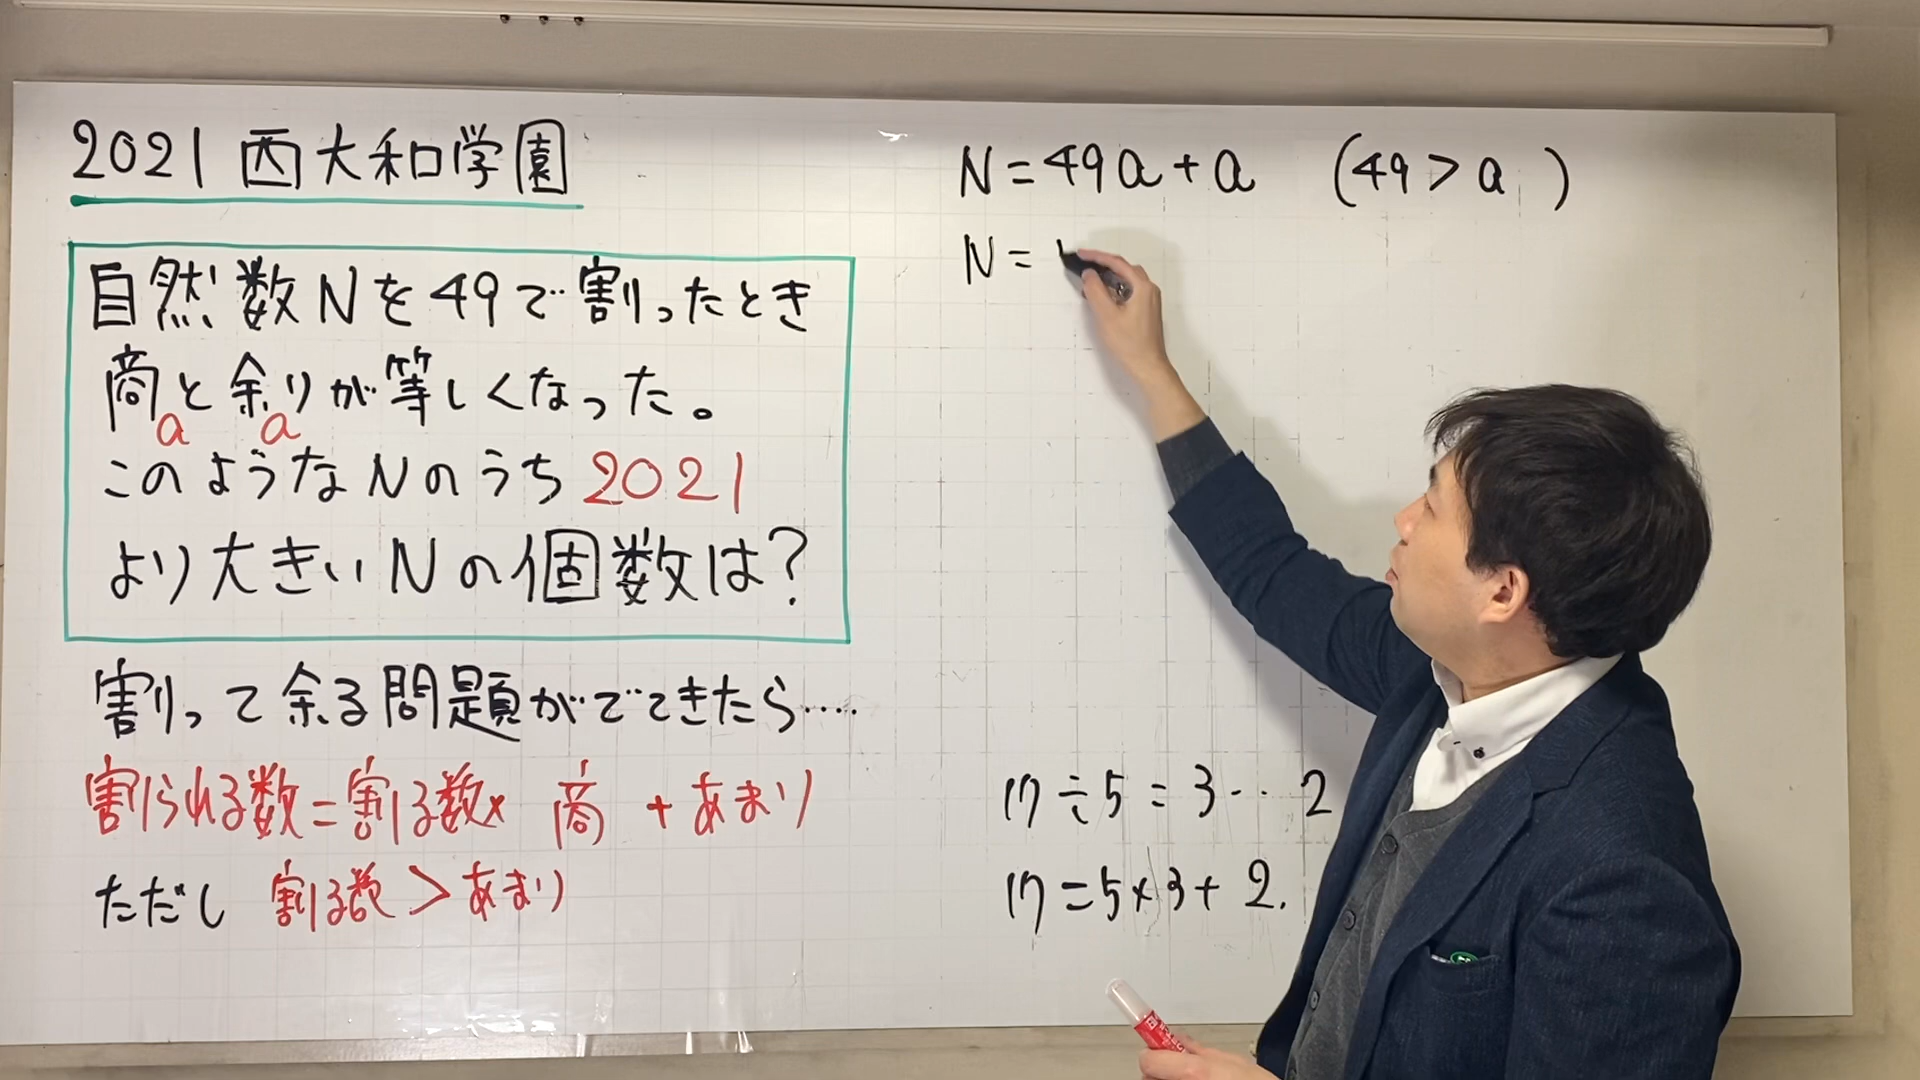 2021 西大和学園
自然数Nを49で割ったとき
商と余りが等しくなった。
a a
このようなNのうち2021
より大きいNの個数は?
割って余る問題がでてきたら....
割られる数=割る数× 商 + あまり
ただし 割る数 > あまり
N=49a+a (49>a )
N=
17÷5=3…2
17=5×3+2.